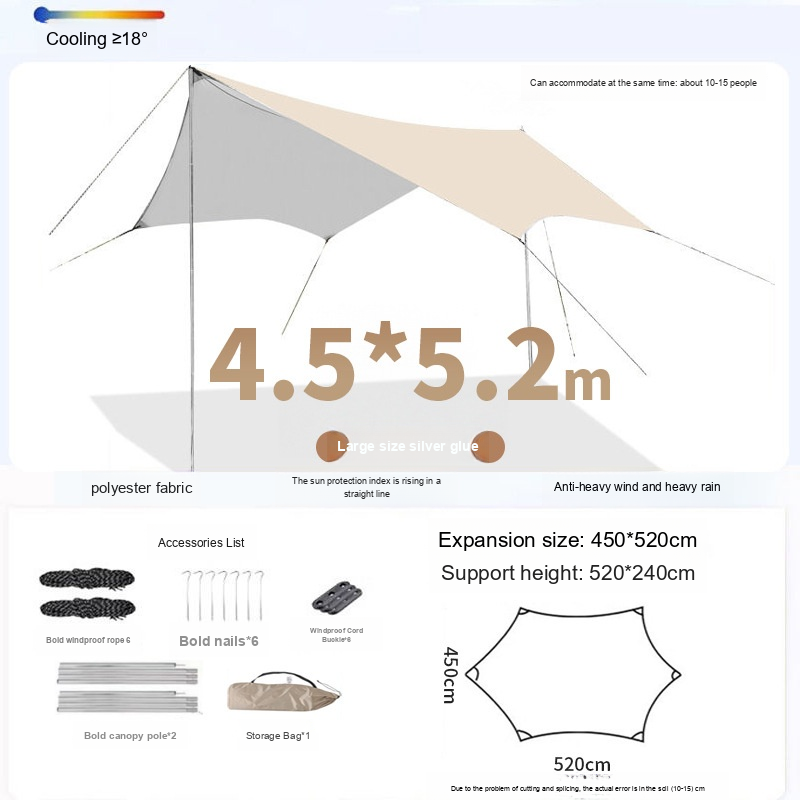 Cooling ≥18°
Can accommodate at the same time: about 10-15 people
4.5*5.2m
Large size silver glue
polyester fabric
The sun protection index is rising in a
straight line
Anti-heavy wind and heavy rain
Accessories List
Expansion size: 450*520cm
Support height: 520*240cm
Bold windproof rope 6
Bold nails*6
Windproof Cord
Buckle*8
450cm
Bold canopy pole*2
Storage Bag*1
520cm
Due to the problem of cutting and splicing, the actual error is in the sdl (10-15) cm